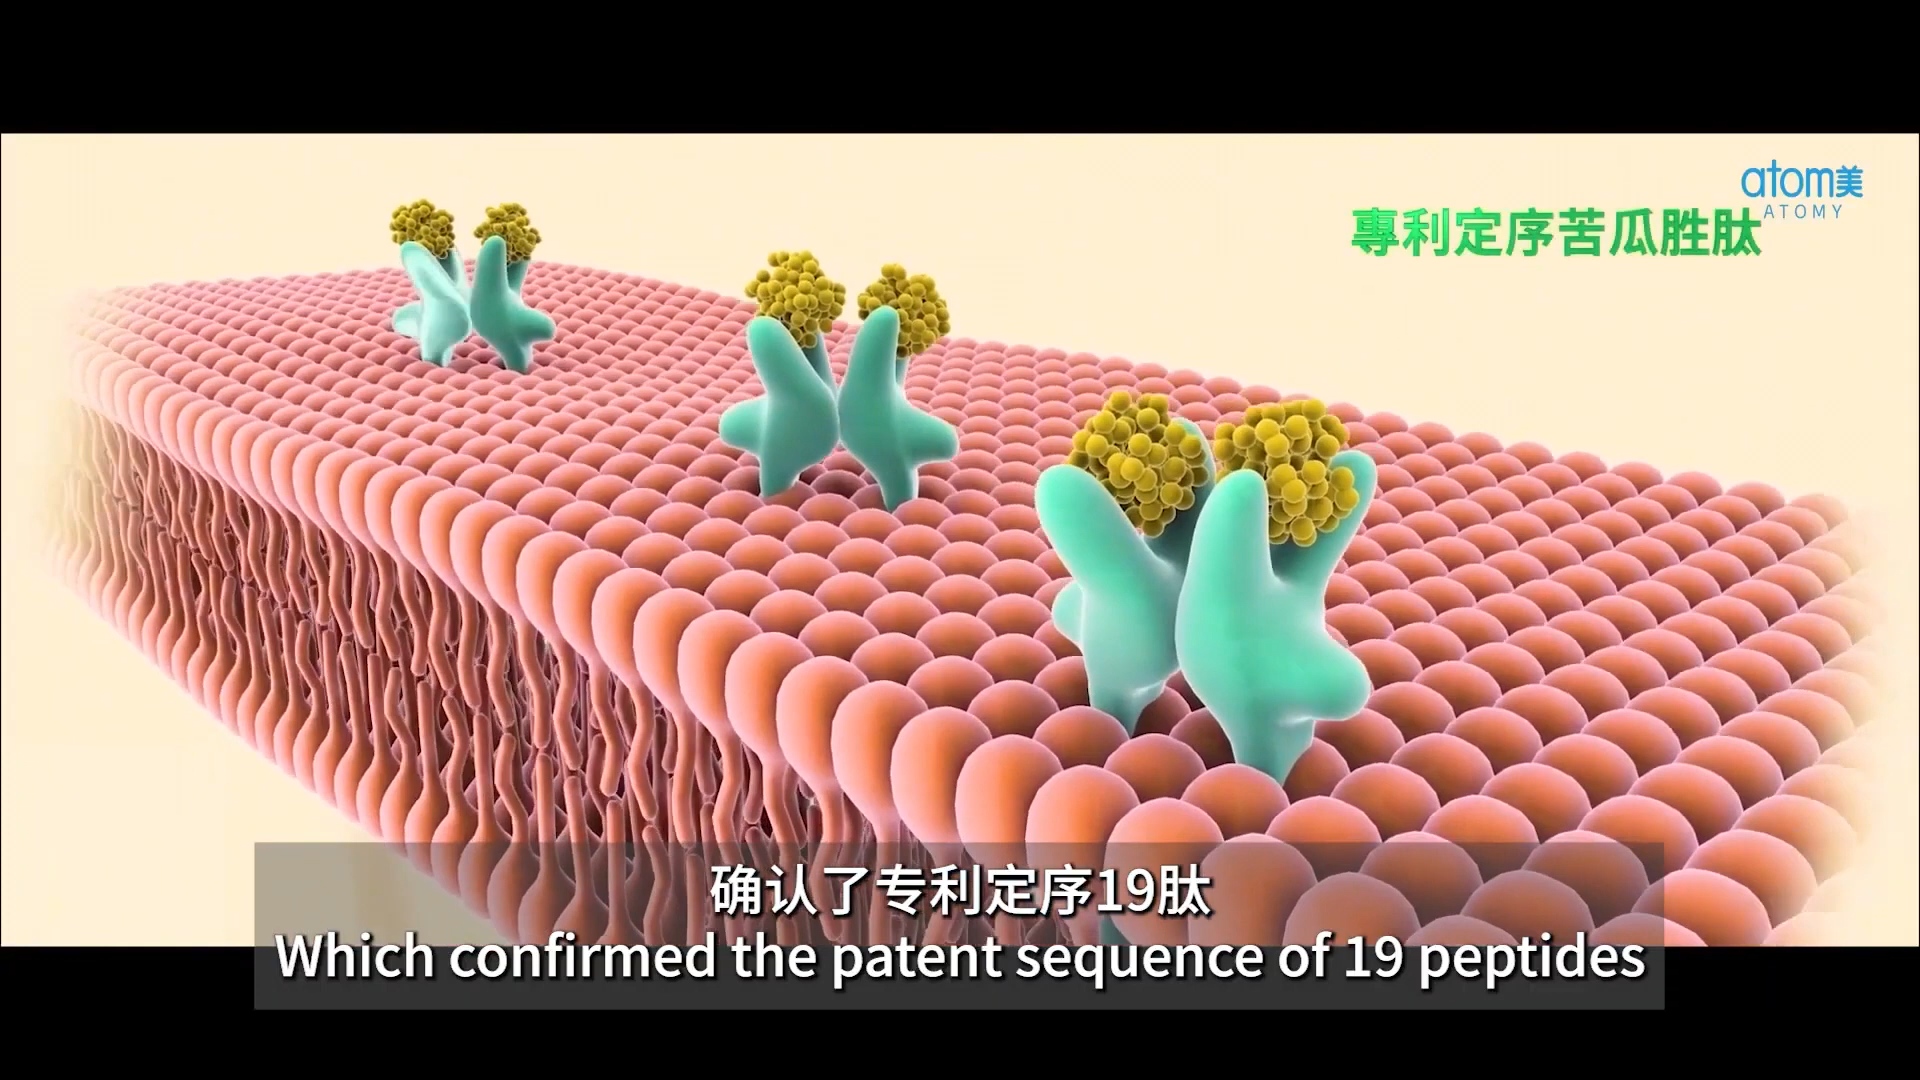 atom美
ATOMY
專利定序苦瓜胜肽
确认了专利定序19肽
Which confirmed the patent sequence of 19 peptides